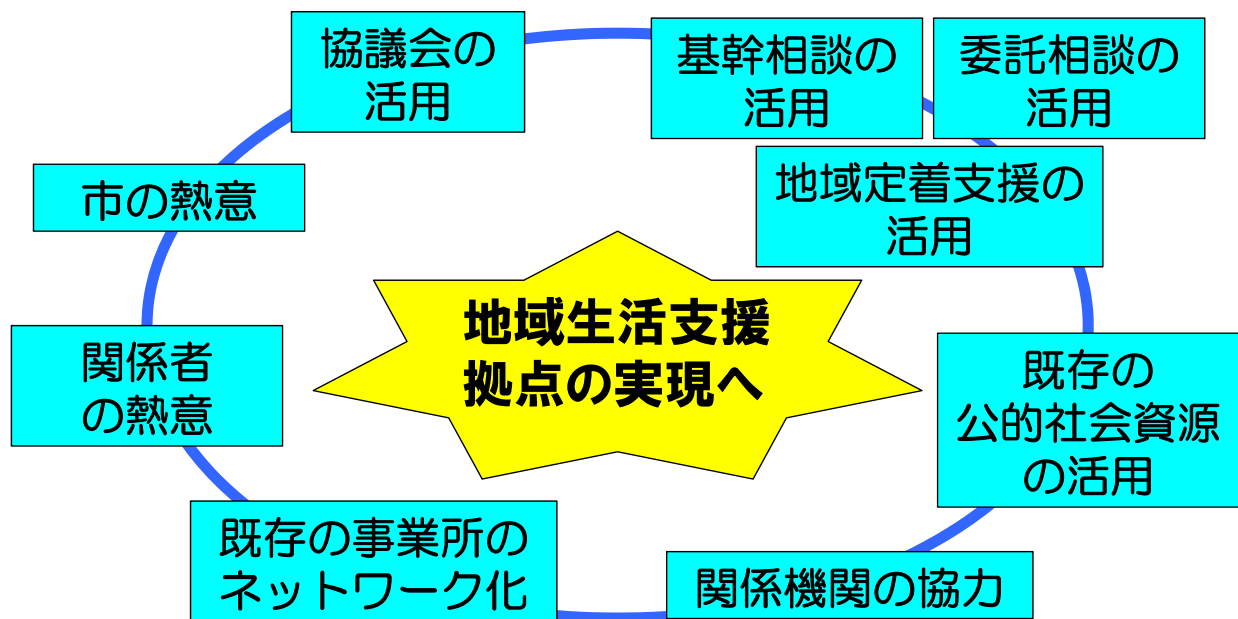 協議会の
活用
基幹相談の
活用
委託相談の
活用
市の熱意
地域定着支援の
活用
地域生活支援
拠点の実現へ
関係者
の熱意
既存の
公的社会資源
の活用
既存の事業所の
ネットワーク化
関係機関の協力